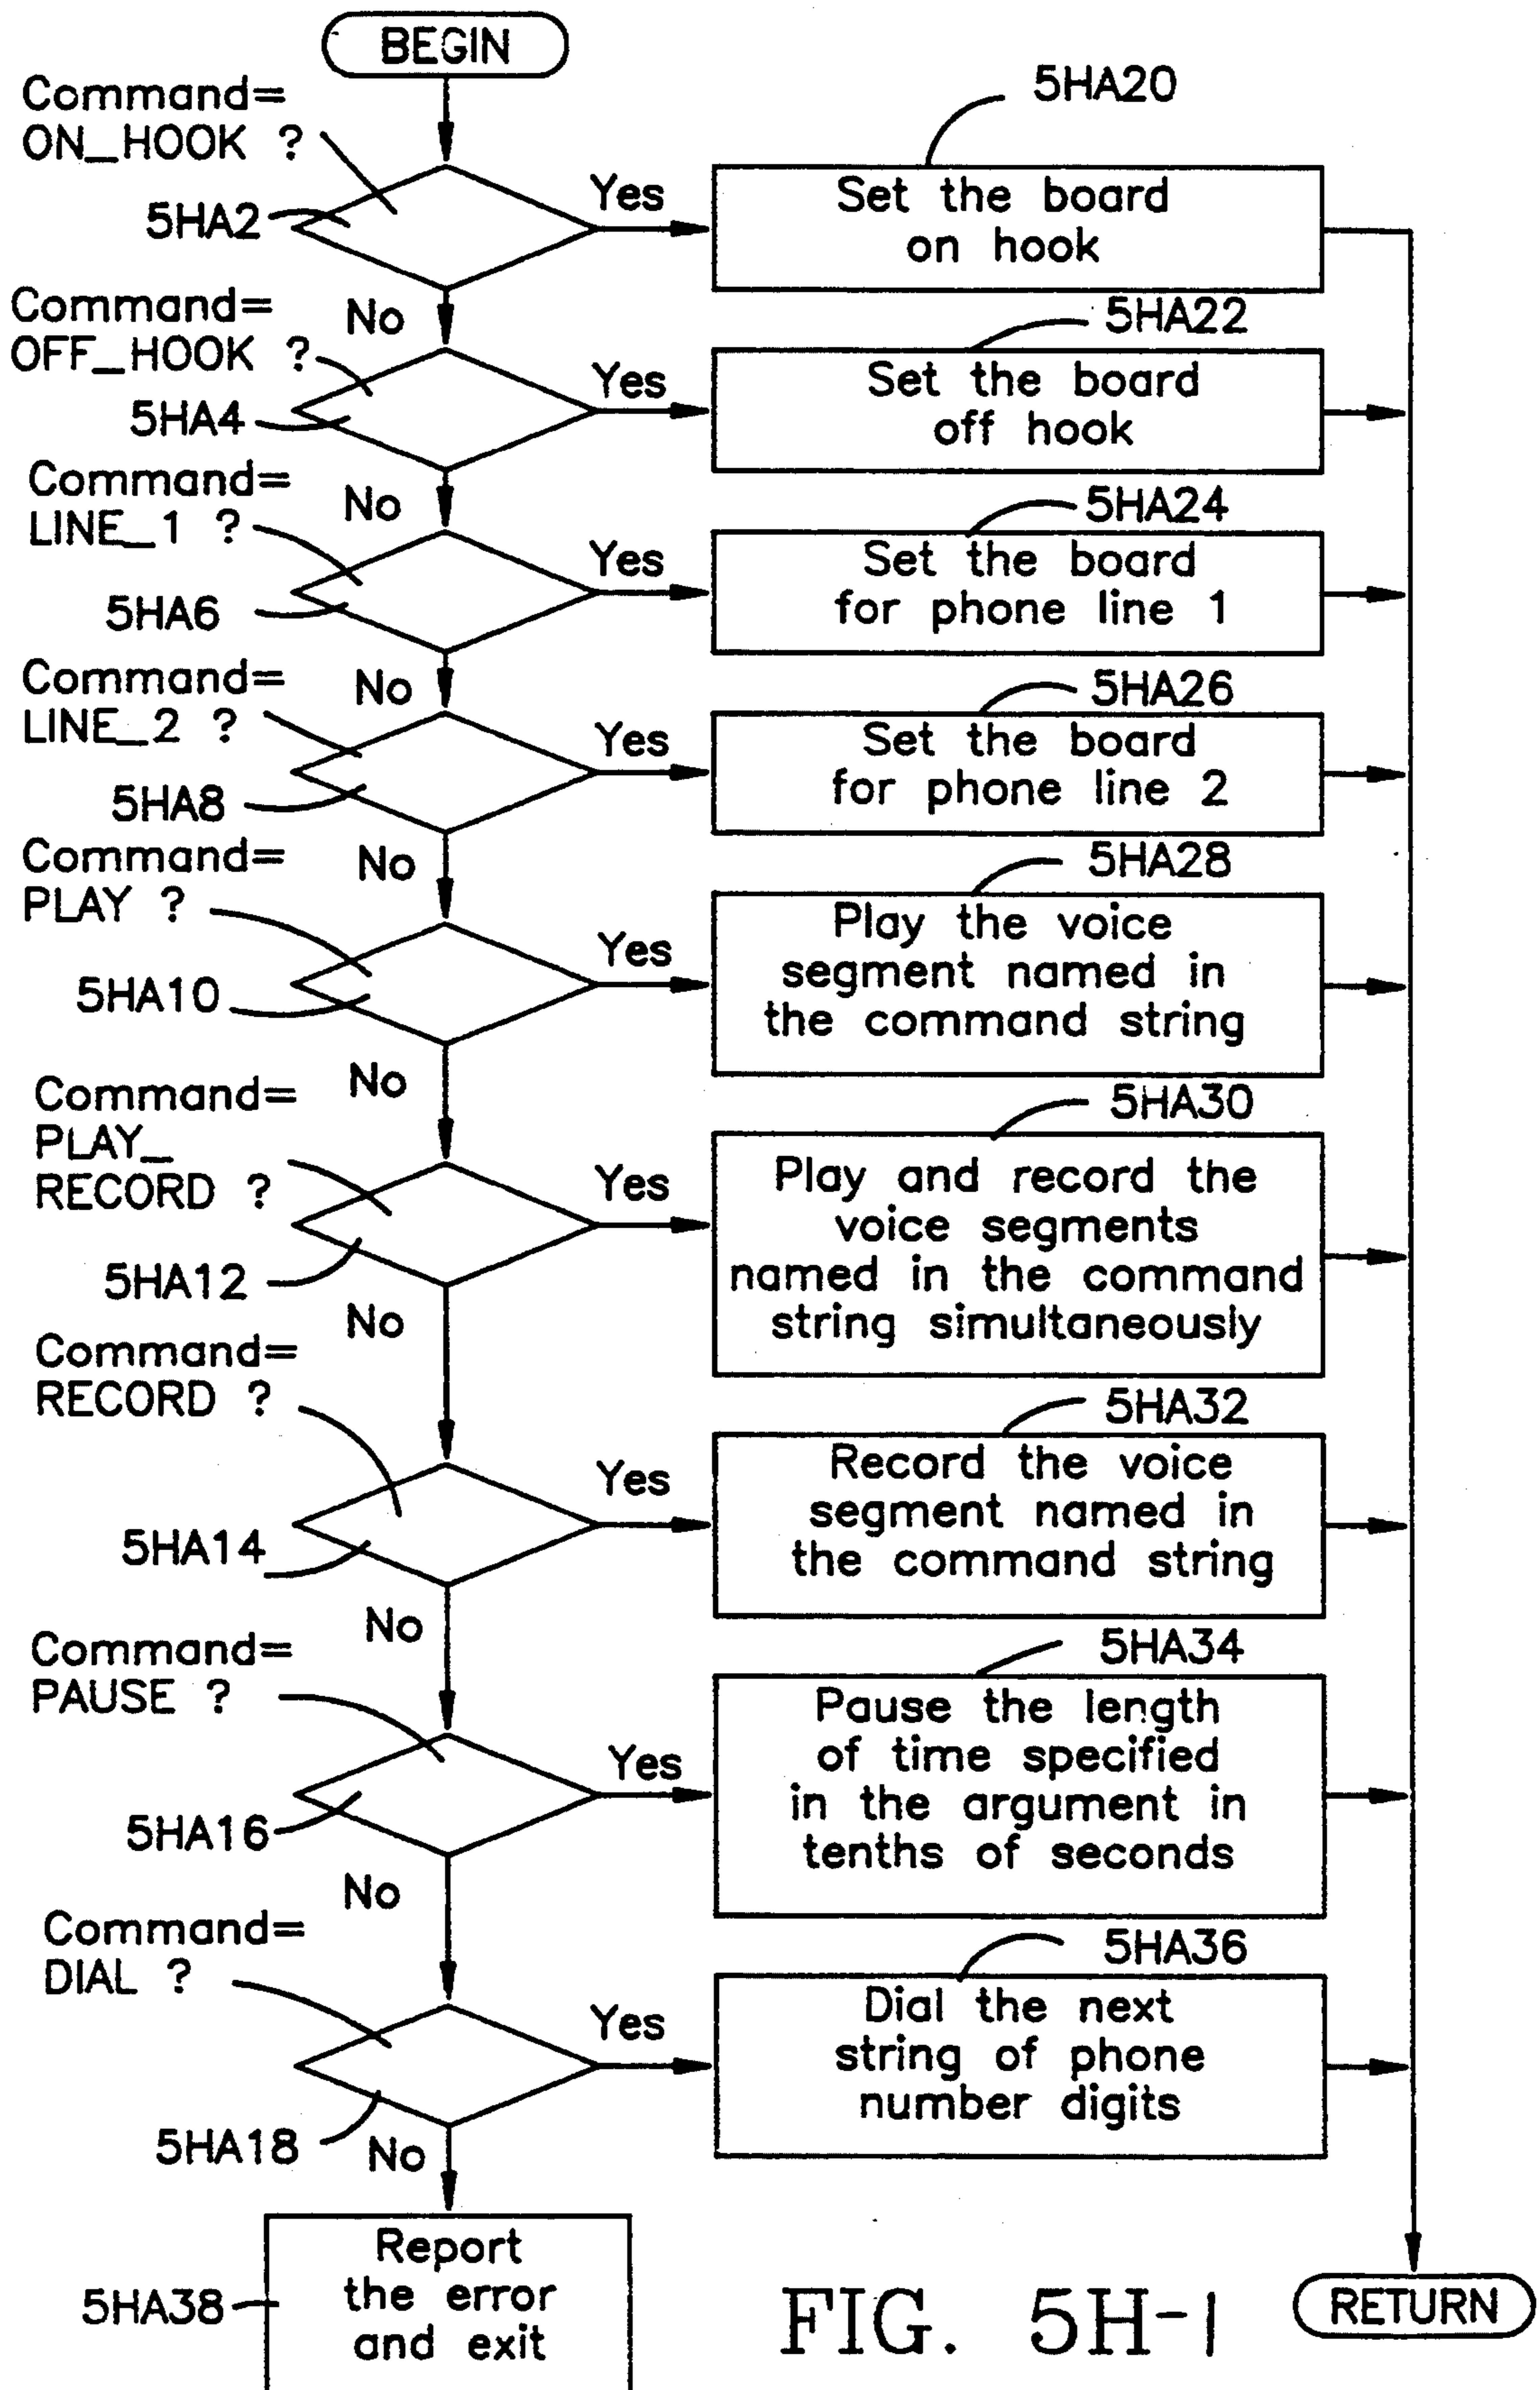 BEGIN
Command=
ON_HOOK ?
5HA2
Yes
5HA20
Set the board
on hook
No
Command=
OFF_HOOK ?
5HA4
Yes
5HA22
Set the board
off hook
No
Command=
LINE_1 ?
5HA6
Yes
5HA24
Set the board
for phone line 1
No
Command=
LINE_2 ?
5HA8
Yes
5HA26
Set the board
for phone line 2
No
Command=
PLAY ?
5HA10
Yes
5HA28
Play the voice
segment named in
the command string
No
Command=
PLAY_
RECORD ?
5HA12
Yes
5HA30
Play and record the
voice segments
named in the command
string simultaneously
No
Command=
RECORD ?
5HA14
Yes
5HA32
Record the voice
segment named in
the command string
No
Command=
PAUSE ?
5HA16
Yes
5HA34
Pause the length
of time specified
in the argument in
tenths of seconds
No
Command=
DIAL ?
5HA18
Yes
5HA36
Dial the next
string of phone
number digits
No
5HA38
Report
the error
and exit
FIG. 5H-1
RETURN